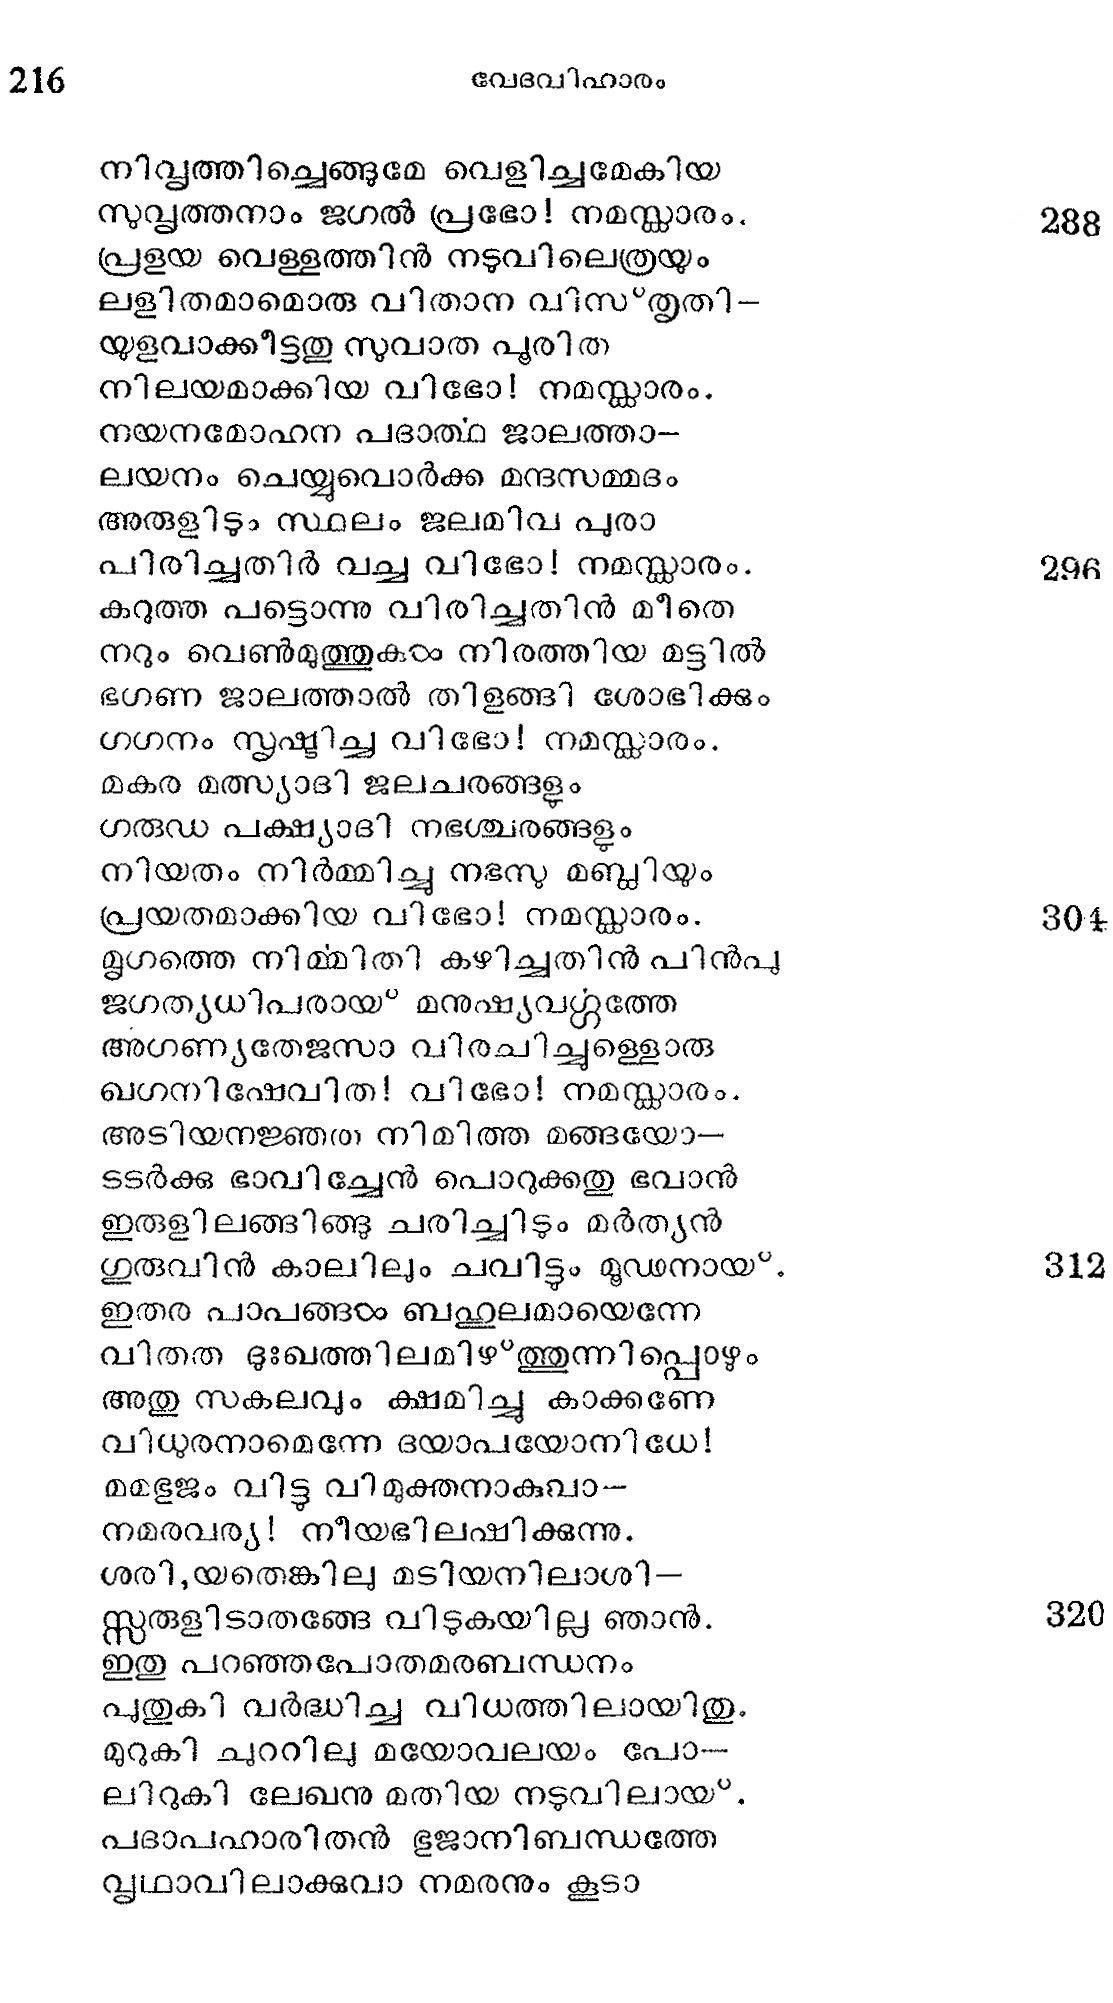 216 വേദവിഹാരം
നിവൃത്തിച്ചെങ്ങുമേ വെളിച്ചമേകിയ
സുവൃത്തനാം ജഗൽ പ്രഭോ! നമസ്ക്കാരം. 288
പ്രളയ വെള്ളത്തിൻ നടുവിലെത്രയും
ലളിതമാമൊരു വിതാന വിസ്തൃതി—
യുളവാക്കീട്ടതു സുവാത പൂരിത
നിലയമാക്കിയ വിഭോ! നമസ്ക്കാരം.
നയനമോഹന പദാൎത്ഥ ജാലത്താ—
ലയനം ചെയ്യുവൊർക്ക മന്ദസമ്മദം
അരുളിടും സ്ഥലം ജലമിവ പുരാ
പിരിച്ചതിർ വച്ച വിഭോ! നമസ്ക്കാരം. 296
കറുത്ത പട്ടൊന്നു വിരിച്ചതിൻ മീതെ
നറും വെൺമുത്തുകൾ നിരത്തിയ മട്ടിൽ
ഭഗണ ജാലത്താൽ തിളങ്ങി ശോഭിക്കും
ഗഗനം സൃഷ്ടിച്ച വിഭോ! നമസ്ക്കാരം.
മകര മത്സ്യാദി ജലചരങ്ങളും
ഗരുഡ പക്ഷ്യാദി നഭശ്ചരങ്ങളും
നിയതം നിർമ്മിച്ചു നഭസു മബ്ധിയും
പ്രയതമാക്കിയ വിഭോ! നമസ്ക്കാരം. 304
മൃഗത്തെ നിൎമ്മിതി കഴിച്ചതിൻ പിൻപു
ജഗത്യധിപരായ് മനുഷ്യവൎഗ്ഗത്തേ
അഗണ്യതേജസാ വിരചിച്ചുള്ളൊരു
ഖഗനിഷേവിത! വിഭോ! നമസ്ക്കാരം.
അടിയനജ്ഞത നിമിത്ത മങ്ങയോ—
ടടർക്കു ഭാവിച്ചേൻ പൊറുക്കതു ഭവാൻ
ഇരുളിലങ്ങിങ്ങു ചരിച്ചിടും മർത്യൻ
ഗുരുവിൻ കാലിലും ചവിട്ടും മൂഢനായ്. 312
ഇതര പാപങ്ങൾ ബഹുലമായെന്നേ
വിതത ദുഃഖത്തിലമിഴ്ത്തുന്നിപ്പൊഴും
അതു സകലവും ക്ഷമിച്ചു കാക്കണേ
വിധുരനാമെന്നേ ദയാപയോനിധേ!
മമഭുജം വിട്ടു വിമുക്തനാകുവാ—
നമരവര്യ! നീയഭിലഷിക്കുന്നു.
ശരി,യതെങ്കിലു മടിയനിലാശി—
സ്സരുളിടാതങ്ങേ വിടുകയില്ല ഞാൻ. 320
ഇതു പറഞ്ഞപോതമരബന്ധനം
പുതുകി വർദ്ധിച്ച വിധത്തിലായിതു.
മുറുകി ചുററിലു മയോവലയം പോ—
ലിറുകി ലേഖനു മതിയ നടുവിലായ്.
പദാപഹാരിതൻ ഭുജാനിബന്ധത്തേ
വൃഥാവിലാക്കുവാ നമരനും കൂടാ